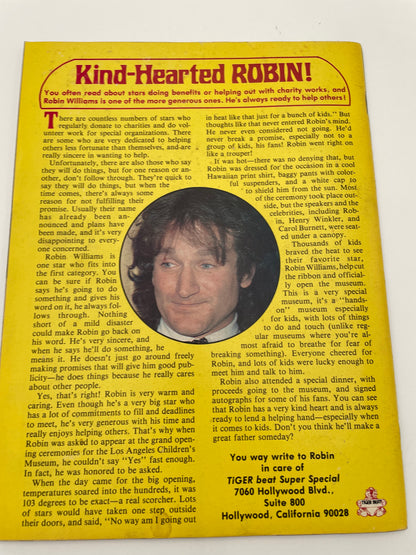 Kind-Hearted ROBIN!
You often read about stars doing benefits or helping out with charity works, and
Robin Williams is one of the more generous ones. He's always ready to help others!
There are countless numbers of stars who
regularly donate to charities and do vol-
unteer work for special organizations. There
are some who are very dedicated to helping
others less fortunate than themselves, and are
really sincere in wanting to help.
Unfortunately, there are also those who say
they will do things, but for one reason or an-
other, don't follow through. They're quick to
say they will do things, but when the
time comes, there's always some
reason for not fulfilling their
promise. Usually their name
has already been an-
nounced and plans have
been made, and it's very
disappointing to every-
one concerned.
Robin Williams is
one star who fits into
the first category. You
can be sure if Robin
says he's going to do
something and gives his
word on it, he always fol-
lows through. Nothing
short of a mild disaster
could make Robin go back on
his word. He's very sincere, and
when he says he'll do something, he
means it. He doesn't just go around freely
making promises that will give him good pub-
licity—he does things because he really cares
about other people.
Yes, that's right! Robin is very warm and
caring. Even though he's a very big star who
has a lot of commitments to fill and deadlines
to meet, he's very generous with his time and
really enjoys helping others. That's why when
Robin was asked to appear at the grand open-
ing ceremonies for the Los Angeles Children's
Museum, he couldn't say "Yes" fast enough.
In fact, he was honored to be asked.
When the day came for the big opening,
temperatures soared into the hundreds, it was
103 degrees to be exact—a real scorcher. Lots
of stars would have taken one step outside
their doors, and said, "No way am I going out
in heat like that just for a bunch of kids." But
thoughts like that never entered Robin's mind.
He never even considered not going. He'd
never break a promise, especially not to a
group of kids, his fans! Robin went right on
like a trouper!
It was hot—there was no denying that, but
Robin was dressed for the occasion in a cool
Hawaiian print shirt, baggy pants with color-
ful suspenders, and a white cap to
to shield him from the sun. Most
of the ceremony took place out-
side, but the speakers and the
celebrities, including Rob-
in, Henry Winkler, and
Carol Burnett, were seat-
ed under a canopy.
Thousands of kids
braved the heat to see
their favorite star,
Robin Williams, help cut
the ribbon and official-
ly open the museum.
This is a very special
museum, it's a "hands-
on" museum especially
for kids, with lots of things
to do and touch (unlike reg-
ular museums where you're al-
most afraid to breathe for fear of
breaking something). Everyone cheered for
Robin, and lots of kids were lucky enough to
meet him and talk to him.
Robin also attended a special dinner, with
proceeds going to the museum, and signed
autographs for some of his fans. You can see
that Robin has a very kind heart and is always
ready to lend a helping hand—especially when
it comes to kids. Don't you think he'll make a
great father someday?
You way write to Robin
in care of
TiGER beat Super Special
7060 Hollywood Blvd.,
Suite 800
Hollywood, California 90028
TIGER BEAT